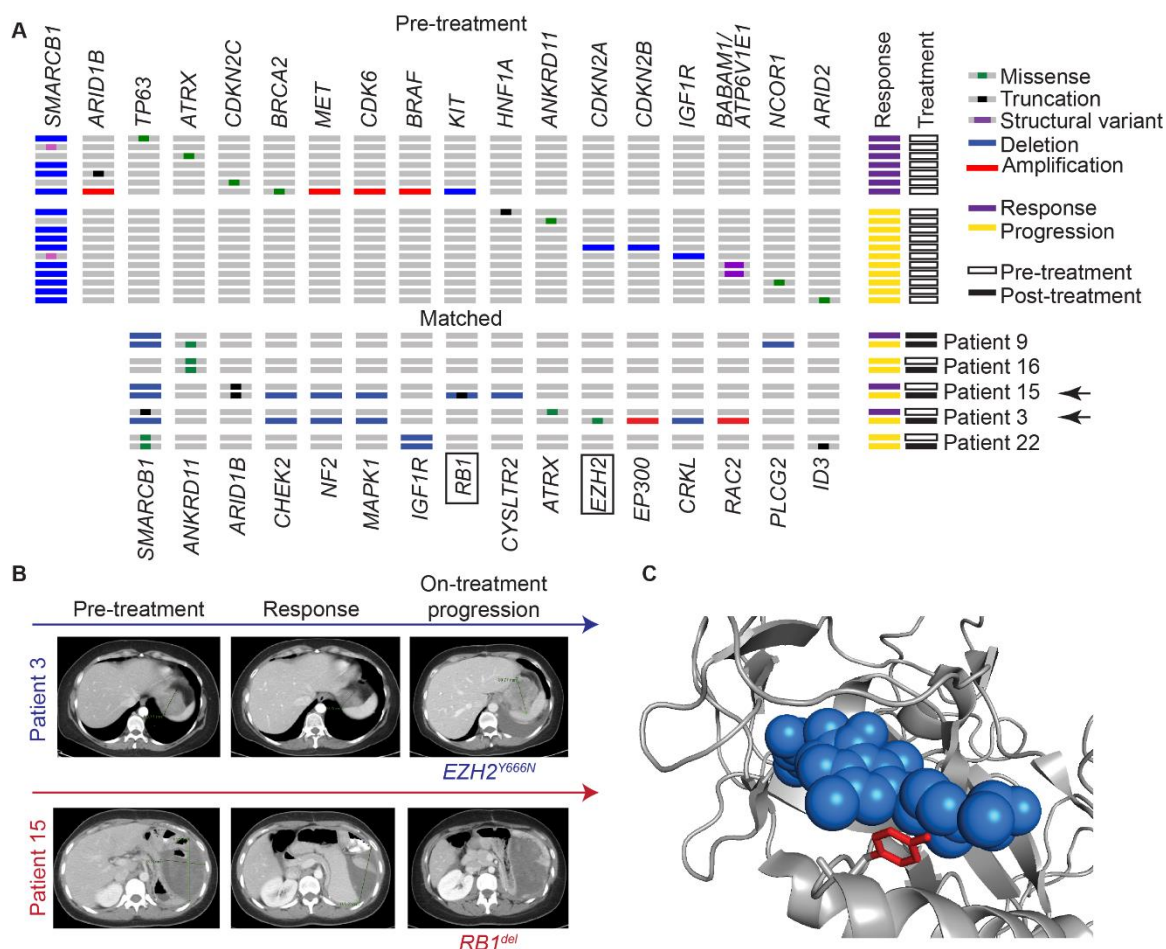 A
Pre-treatment
SMARCB1
ARID1B
TP63
ATRX
CDKN2C
BRCA2
MET
CDK6
BRAF
KIT
HNF1A
ANKRD11
CDKN2A
CDKN2B
IGF1R
BABAM1/
ATP6V1E1
NCOR1
ARID2
Response
Treatment
Missense
Truncation
Structural variant
Deletion
Amplification
Response
Progression
Pre-treatment
Post-treatment
Matched
Patient 9
Patient 16
Patient 15
Patient 3
Patient 22
SMARCB1
ANKRD11
ARID1B
CHEK2
NF2
MAPK1
IGF1R
RB1
CYSLTR2
ATRX
EZH2
EP300
CRKL
RAC2
PLCG2
ID3
B
Pre-treatment
Response
On-treatment
progression
Patient 3
EZH2Y666N
Patient 15
RB1del
C